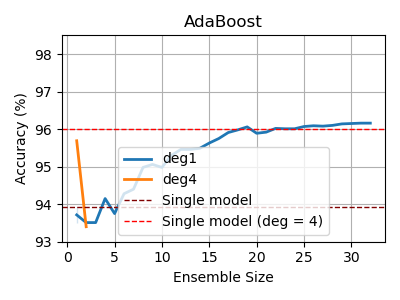 AdaBoost
98
97
96
95
94
93
Accuracy (%)
deg1
deg4
Single model
Single model (deg = 4)
0 5 10 15 20 25 30
Ensemble Size